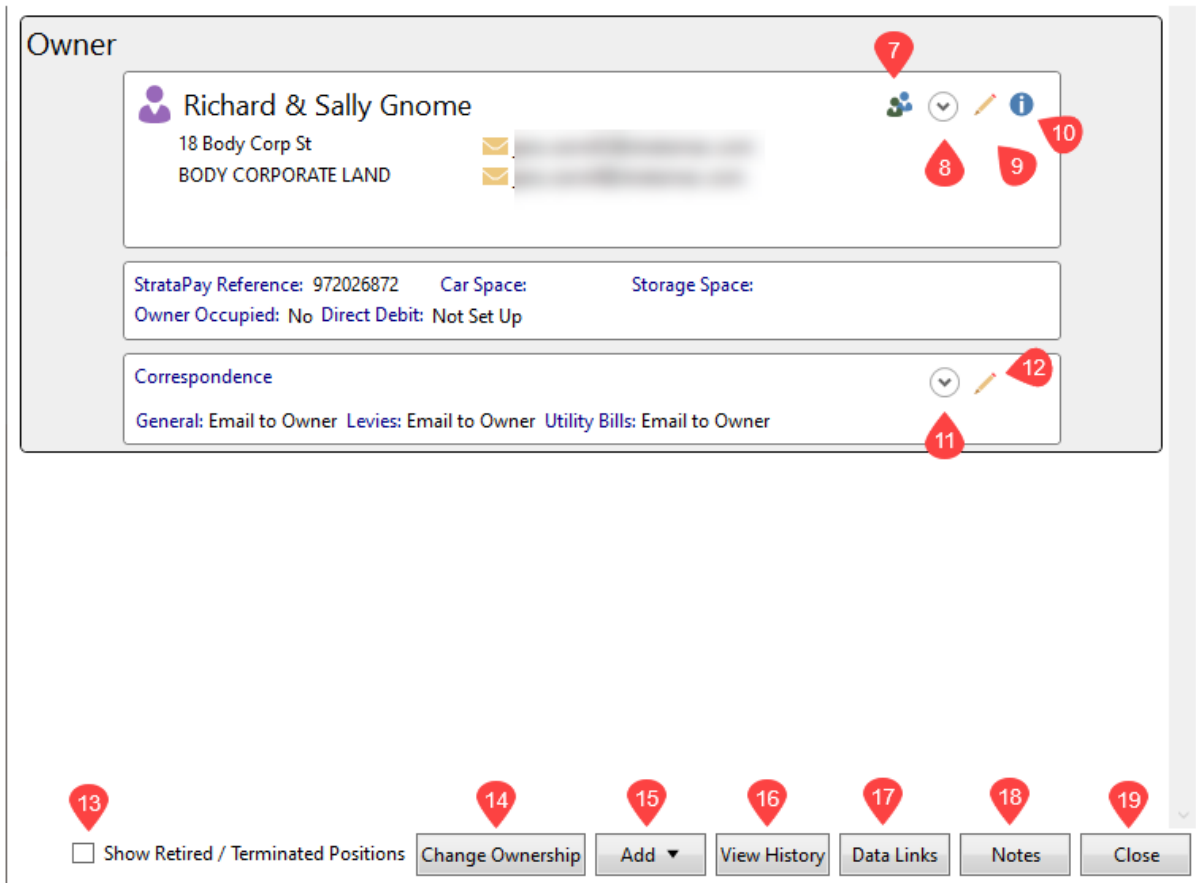 Owner
7
Richard & Sally Gnome
10
18 Body Corp St
8
9
BODY CORPORATE LAND
StrataPay Reference: 972026872 Car Space: Storage Space:
Owner Occupied: No Direct Debit: Not Set Up
12
Correspondence
General: Email to Owner Levies: Email to Owner Utility Bills: Email to Owner
11
13 14 15 16 17 18 19
Show Retired / Terminated Positions Change Ownership Add ▼ View History Data Links Notes Close